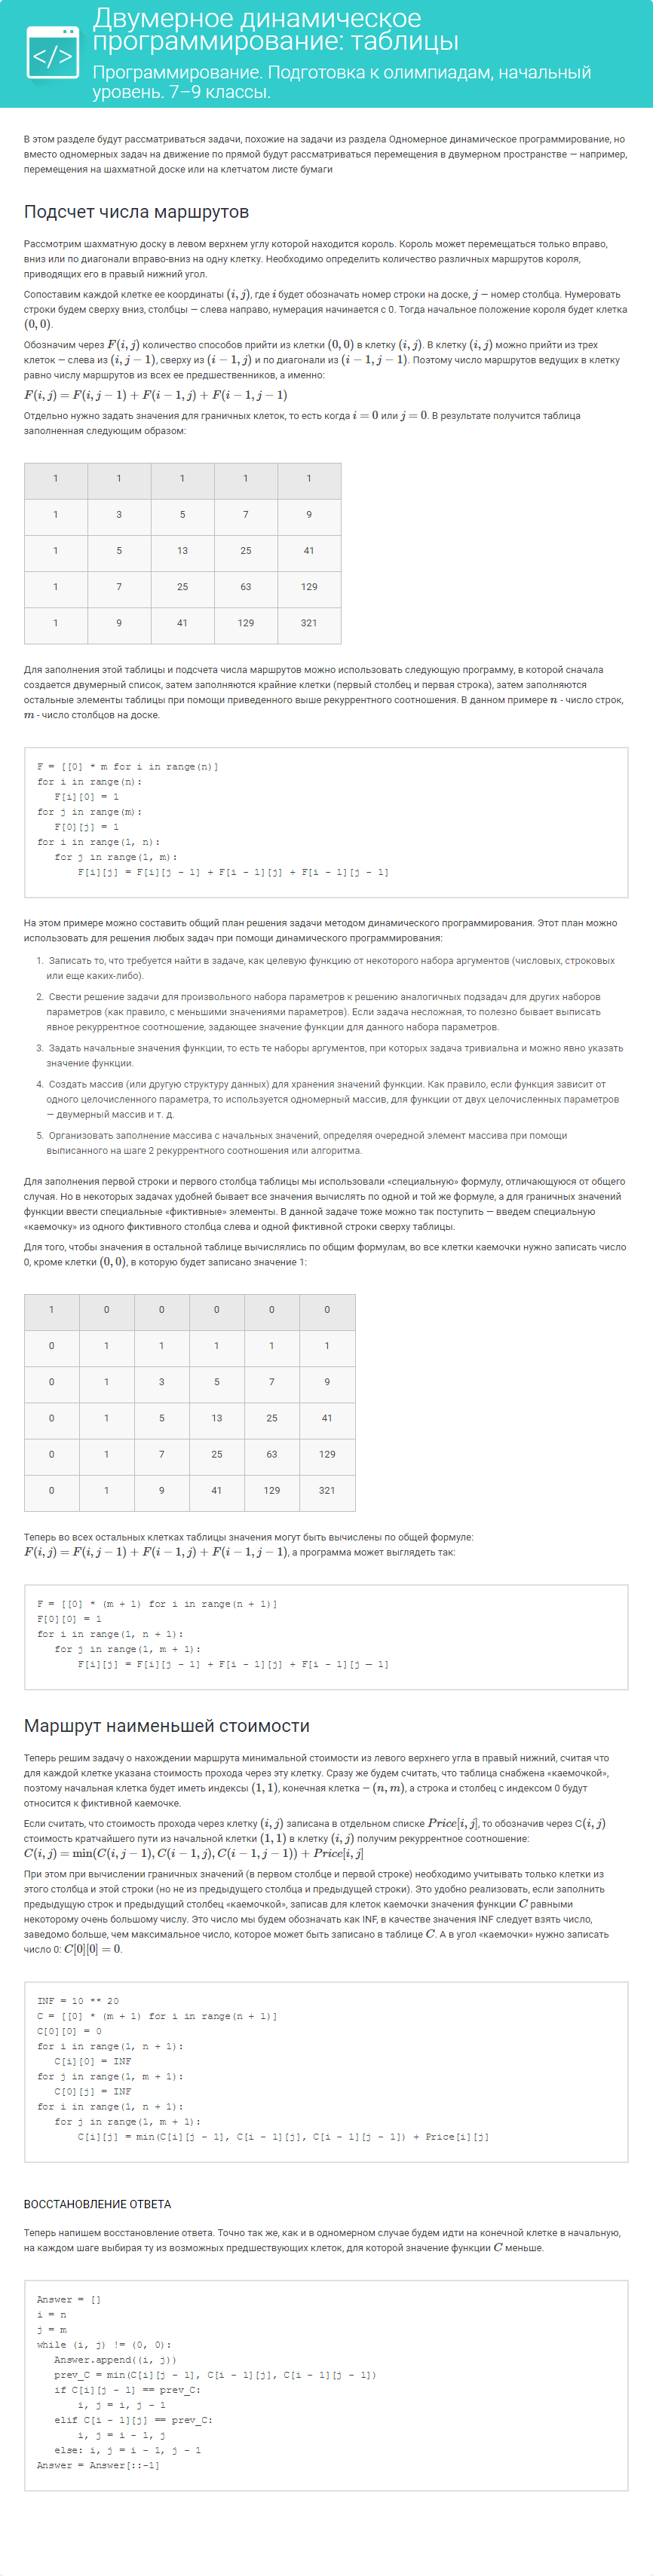 </>
Двумерное динамическое
программирование: таблицы
Программирование. Подготовка к олимпиадам, начальный
уровень. 7–9 классы.
В этом разделе будут рассматриваться задачи, похожие на задачи из раздела Одномерное динамическое программирование, но
вместо одномерных задач на движение по прямой будут рассматриваться перемещения в двумерном пространстве — например,
перемещения на шахматной доске или на клетчатом листе бумаги
Подсчет числа маршрутов
Рассмотрим шахматную доску в левом верхнем углу которой находится король. Король может перемещаться только вправо,
вниз или по диагонали вправо-вниз на одну клетку. Необходимо определить количество различных маршрутов короля,
приводящих его в правый нижний угол.
Сопоставим каждой клетке ее координаты (i, j), где i будет обозначать номер строки на доске, j — номер столбца. Нумеровать
строки будем сверху вниз, столбцы — слева направо, нумерация начинается с 0. Тогда начальное положение короля будет клетка
(0, 0).
Обозначим через F(i, j) количество способов прийти из клетки (0, 0) в клетку (i, j). В клетку (i, j) можно прийти из трех
клеток — слева из (i, j − 1), сверху из (i − 1, j) и по диагонали из (i − 1, j − 1). Поэтому число маршрутов ведущих в клетку
равно числу маршрутов из всех ее предшественников, а именно:
F(i, j) = F(i, j − 1) + F(i − 1, j) + F(i − 1, j − 1)
Отдельно нужно задать значения для граничных клеток, то есть когда i = 0 или j = 0. В результате получится таблица
заполненная следующим образом:
1 1 1 1 1
1 3 5 7 9
1 5 13 25 41
1 7 25 63 129
1 9 41 129 321
Для заполнения этой таблицы и подсчета числа маршрутов можно использовать следующую программу, в которой сначала
создается двумерный список, затем заполняются крайние клетки (первый столбец и первая строка), затем заполняются
остальные элементы таблицы при помощи приведенного выше рекуррентного соотношения. В данном примере n - число строк,
m - число столбцов на доске.
F = [[0] * m for i in range(n)]
for i in range(n):
F[i][0] = 1
for j in range(m):
F[0][j] = 1
for i in range(1, n):
for j in range(1, m):
F[i][j] = F[i][j - 1] + F[i - 1][j] + F[i - 1][j - 1]
На этом примере можно составить общий план решения задачи методом динамического программирования. Этот план можно
использовать для решения любых задач при помощи динамического программирования:
1. Записать то, что требуется найти в задаче, как целевую функцию от некоторого набора аргументов (числовых, строковых
или еще каких-либо).
2. Свести решение задачи для произвольного набора параметров к решению аналогичных подзадач для других наборов
параметров (как правило, с меньшими значениями параметров). Если задача несложная, то полезно бывает выписать
явное рекуррентное соотношение, задающее значение функции для данного набора параметров.
3. Задать начальные значения функции, то есть те наборы аргументов, при которых задача тривиальна и можно явно указать
значение функции.
4. Создать массив (или другую структуру данных) для хранения значений функции. Как правило, если функция зависит от
одного целочисленного параметра, то используется одномерный массив, для функции от двух целочисленных параметров
— двумерный массив и т. д.
5. Организовать заполнение массива с начальных значений, определяя очередной элемент массива при помощи
выписанного на шаге 2 рекуррентного соотношения или алгоритма.
Для заполнения первой строки и первого столбца таблицы мы использовали «специальную» формулу, отличающуюся от общего
случая. Но в некоторых задачах удобней бывает все значения вычислять по одной и той же формуле, а для граничных значений
функции ввести специальные «фиктивные» элементы. В данной задаче тоже можно так поступить — введем специальную
«каемочку» из одного фиктивного столбца слева и одной фиктивной строки сверху таблицы.
Для того, чтобы значения в остальной таблице вычислялись по общим формулам, во все клетки каемочки нужно записать число
0, кроме клетки (0, 0), в которую будет записано значение 1:
1 0 0 0 0 0
0 1 1 1 1 1
0 1 3 5 7 9
0 1 5 13 25 41
0 1 7 25 63 129
0 1 9 41 129 321
Теперь во всех остальных клетках таблицы значения могут быть вычислены по общей формуле:
F(i, j) = F(i, j − 1) + F(i − 1, j) + F(i − 1, j − 1), а программа может выглядеть так:
F = [[0] * (m + 1) for i in range(n + 1)]
F[0][0] = 1
for i in range(1, n + 1):
for j in range(1, m + 1):
F[i][j] = F[i][j - 1] + F[i - 1][j] + F[i - 1][j — 1]
Маршрут наименьшей стоимости
Теперь решим задачу о нахождении маршрута минимальной стоимости из левого верхнего угла в правый нижний, считая что
для каждой клетке указана стоимость прохода через эту клетку. Сразу же будем считать, что таблица снабжена «каемочкой»,
поэтому начальная клетка будет иметь индексы (1, 1), конечная клетка − (n, m), а строка и столбец с индексом 0 будут
относится к фиктивной каемочке.
Если считать, что стоимость прохода через клетку (i, j) записана в отдельном списке Price[i, j], то обозначив через C(i, j)
стоимость кратчайшего пути из начальной клетки (1, 1) в клетку (i, j) получим рекуррентное соотношение:
C(i, j) = min(C(i, j − 1), C(i − 1, j), C(i − 1, j − 1)) + Price[i, j]
При этом при вычислении граничных значений (в первом столбце и первой строке) необходимо учитывать только клетки из
этого столбца и этой строки (но не из предыдущего столбца и предыдущей строки). Это удобно реализовать, если заполнить
предыдущую строк и предыдущий столбец «каемочкой», записав для клеток каемочки значения функции C равными
некоторому очень большому числу. Это число мы будем обозначать как INF, в качестве значения INF следует взять число,
заведомо больше, чем максимальное число, которое может быть записано в таблице C. А в угол «каемочки» нужно записать
число 0: C[0][0] = 0.
INF = 10 ** 20
C = [[0] * (m + 1) for i in range(n + 1)]
C[0][0] = 0
for i in range(1, n + 1):
C[i][0] = INF
for j in range(1, m + 1):
C[0][j] = INF
for i in range(1, n + 1):
for j in range(1, m + 1):
C[i][j] = min(C[i][j - 1], C[i - 1][j], C[i - 1][j - 1]) + Price[i][j]
ВОССТАНОВЛЕНИЕ ОТВЕТА
Теперь напишем восстановление ответа. Точно так же, как и в одномерном случае будем идти на конечной клетке в начальную,
на каждом шаге выбирая ту из возможных предшествующих клеток, для которой значение функции C меньше.
Answer = []
i = n
j = m
while (i, j) != (0, 0):
Answer.append((i, j))
prev_C = min(C[i][j - 1], C[i - 1][j], C[i - 1][j - 1])
if C[i][j - 1] == prev_C:
i, j = i, j - 1
elif C[i - 1][j] == prev_C:
i, j = i - 1, j
else: i, j = i - 1, j - 1
Answer = Answer[::-1]